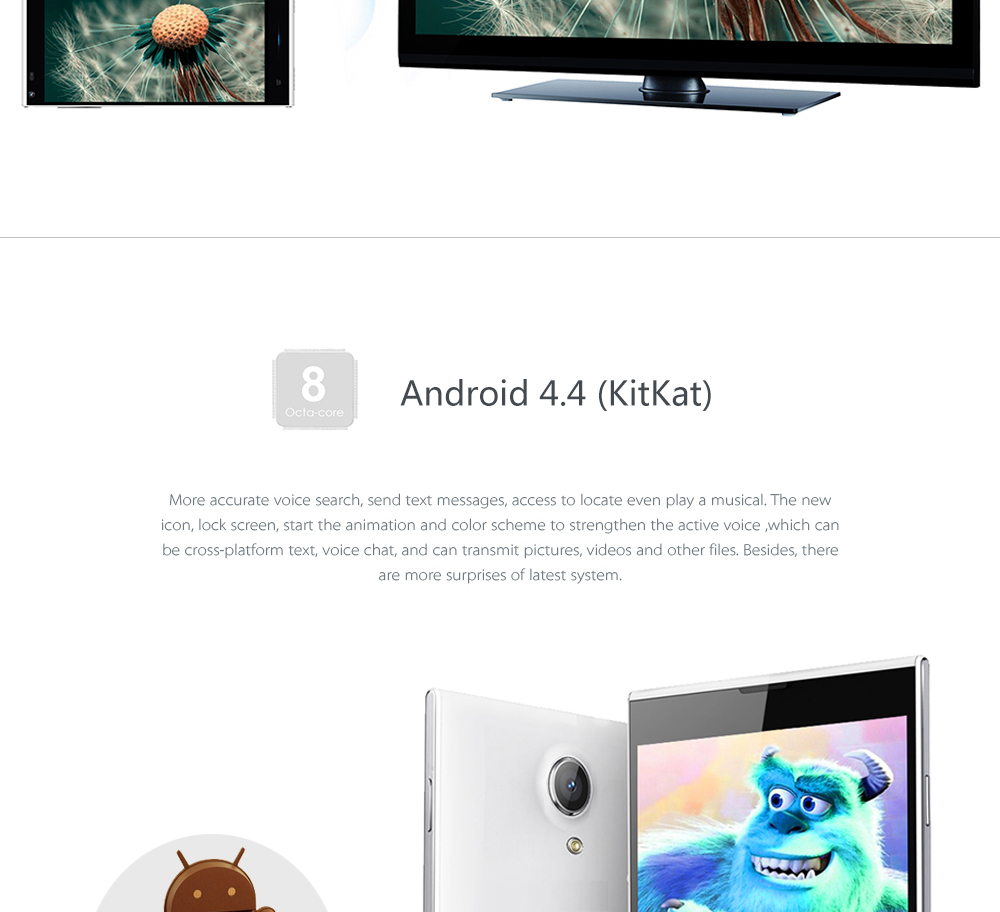 8
Octa-core
Android 4.4 (KitKat)
More accurate voice search, send text messages, access to locate even play a musical. The new
icon, lock screen, start the animation and color scheme to strengthen the active voice ,which can
be cross-platform text, voice chat, and can transmit pictures, videos and other files. Besides, there
are more surprises of latest system.